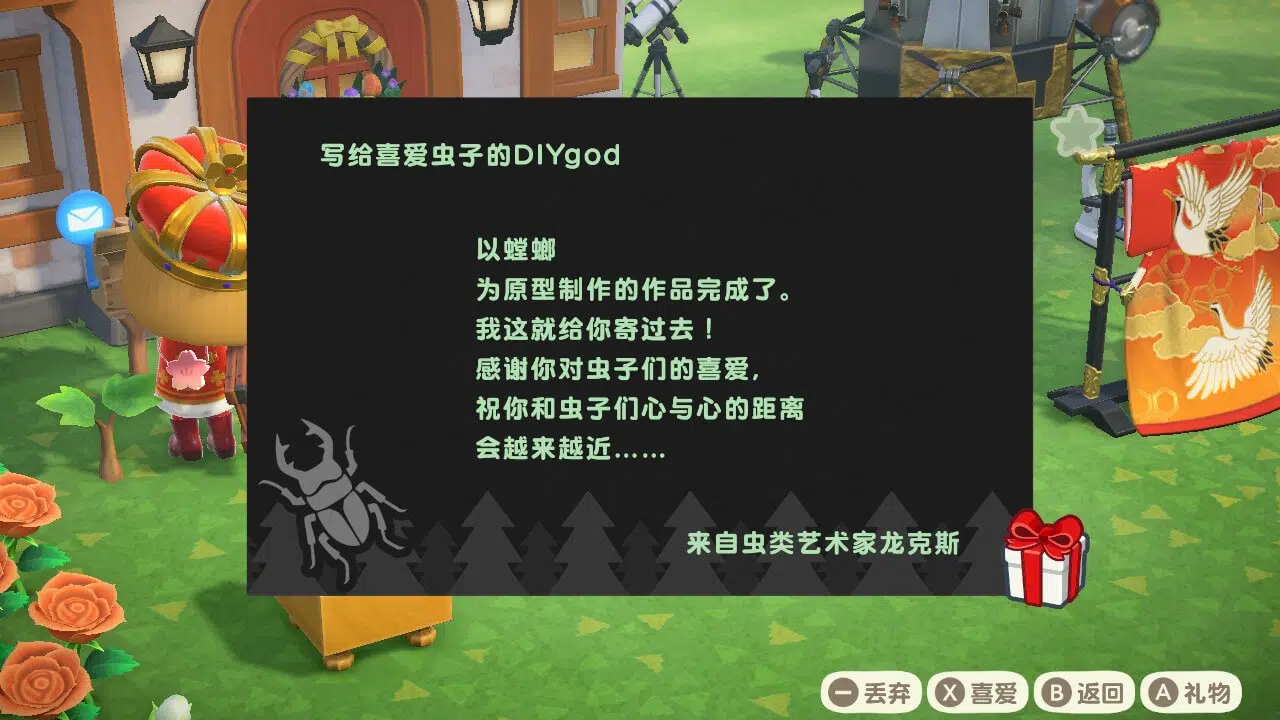 写给喜爱虫子的DIYgod
以螳螂
为原型制作的作品完成了。
我这就给你寄过去！
感谢你对虫子们的喜爱,
祝你和虫子们心与心的距离
会越来越近……
来自虫类艺术家龙克斯
丢弃 X 喜爱 B 返回 A 礼物